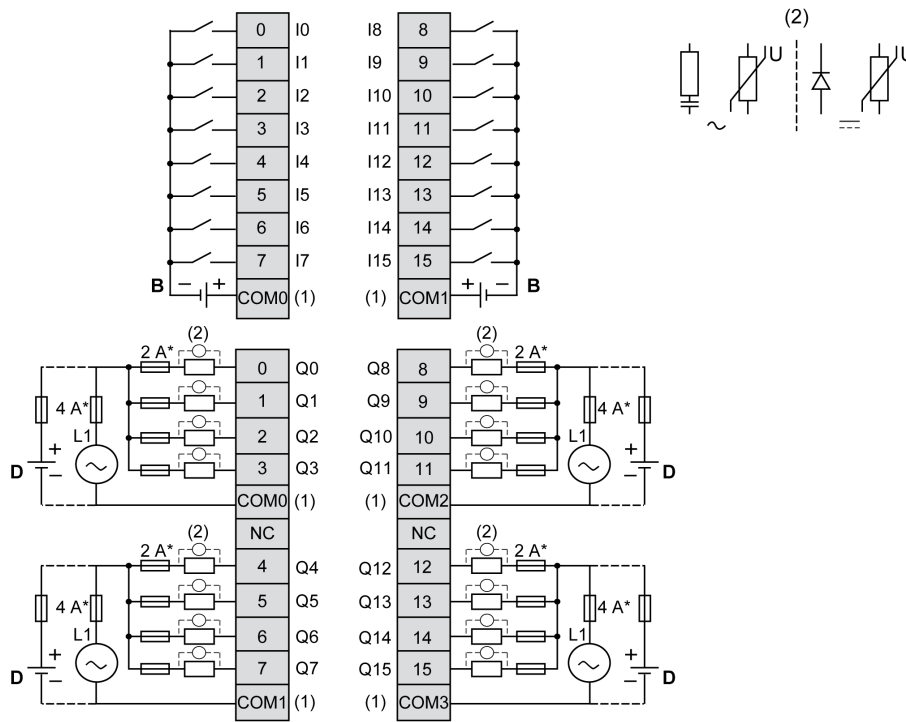 0 I0 I8 8
1 I1 I9 9
2 I2 I10 10
3 I3 I11 11
4 I4 I12 12
5 I5 I13 13
6 I6 I14 14
7 I7 I15 15
B − + COM0 (1) (1) COM1 + − B
(2)
U U
(2) (2)
2 A* 0 Q0 Q8 8 2 A*
4 A* 1 Q1 Q9 9 4 A*
L1 2 Q2 Q10 10 L1
D + − 3 Q3 Q11 11 + − D
COM0 (1) (1) COM2
NC NC
(2) (2)
2 A* 4 Q4 Q12 12 2 A*
4 A* 5 Q5 Q13 13 4 A*
L1 6 Q6 Q14 14 L1
D + − 7 Q7 Q15 15 + − D
COM1 (1) (1) COM3